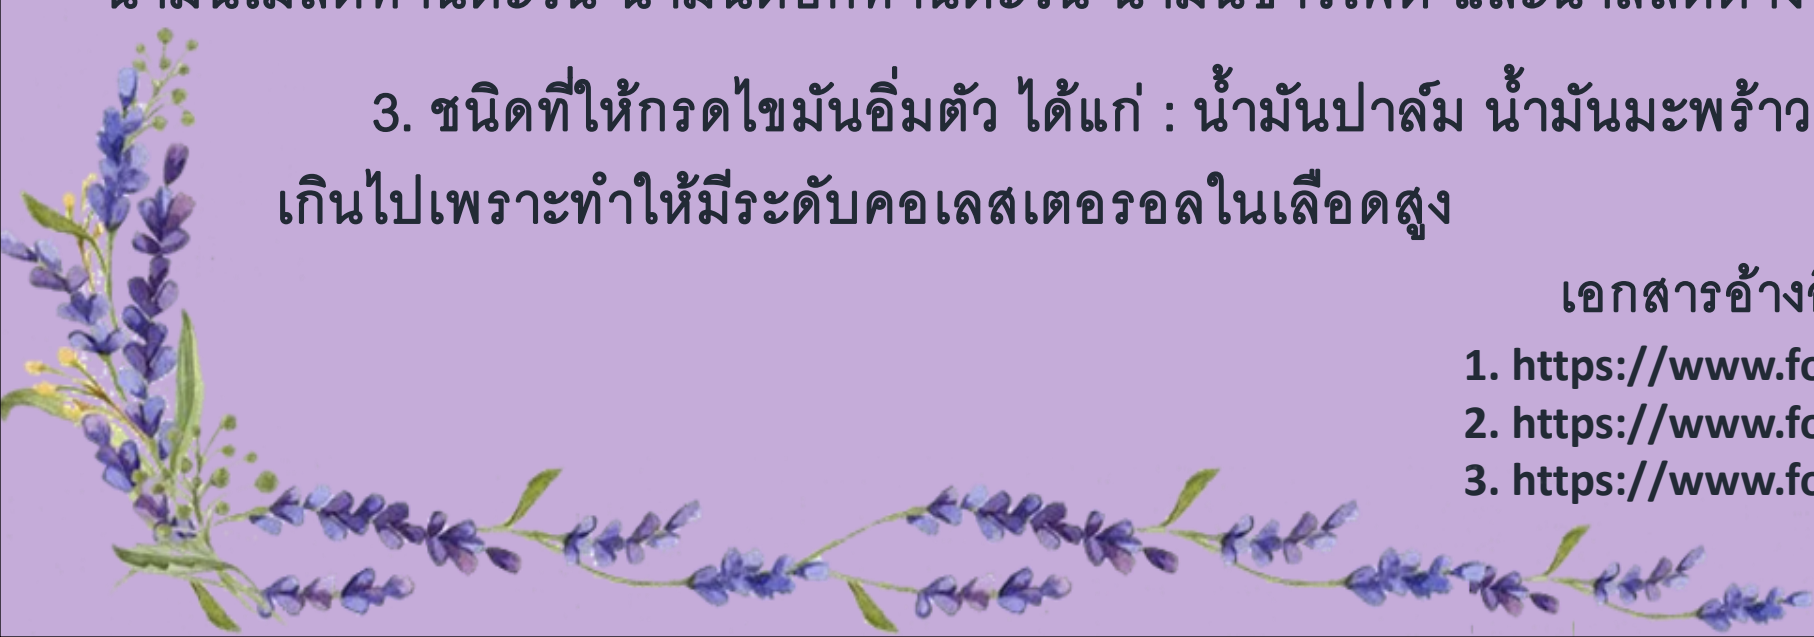 3. ชนิดที่ให้กรดไขมันอิ่มตัว ได้แก่ : น้ำมันปาล์ม น้ำมันมะพร้าว
เกินไปเพราะทำให้มีระดับคอเลสเตอรอลในเลือดสูง
เอกสารอ้าง
1. https://www.fo
2. https://www.fo
3. https://www.fo